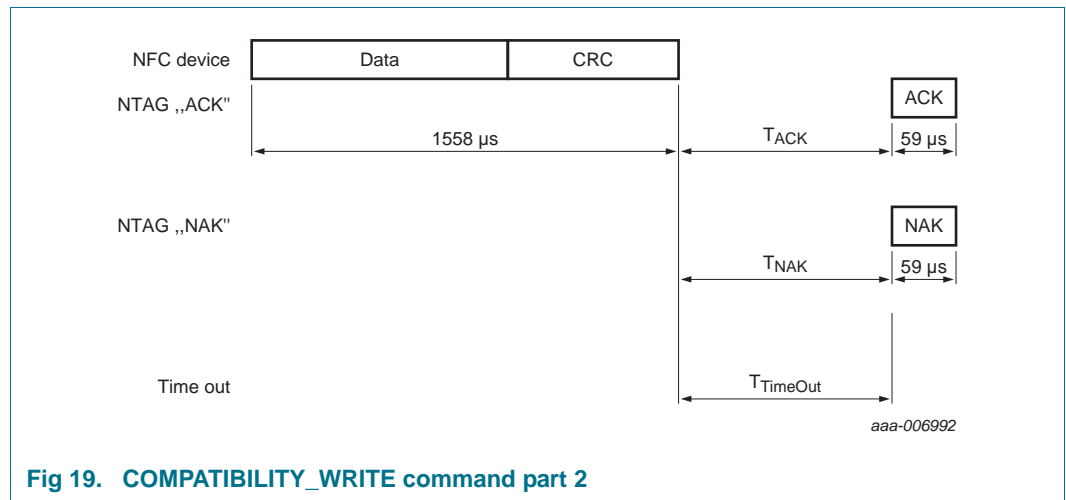 NFC device Data CRC
NTAG ,,ACK" ACK
1558 µs TACK 59 µs
NTAG ,,NAK" NAK
TNAK 59 µs
Time out TTimeOut
aaa-006992
Fig 19. COMPATIBILITY_WRITE command part 2